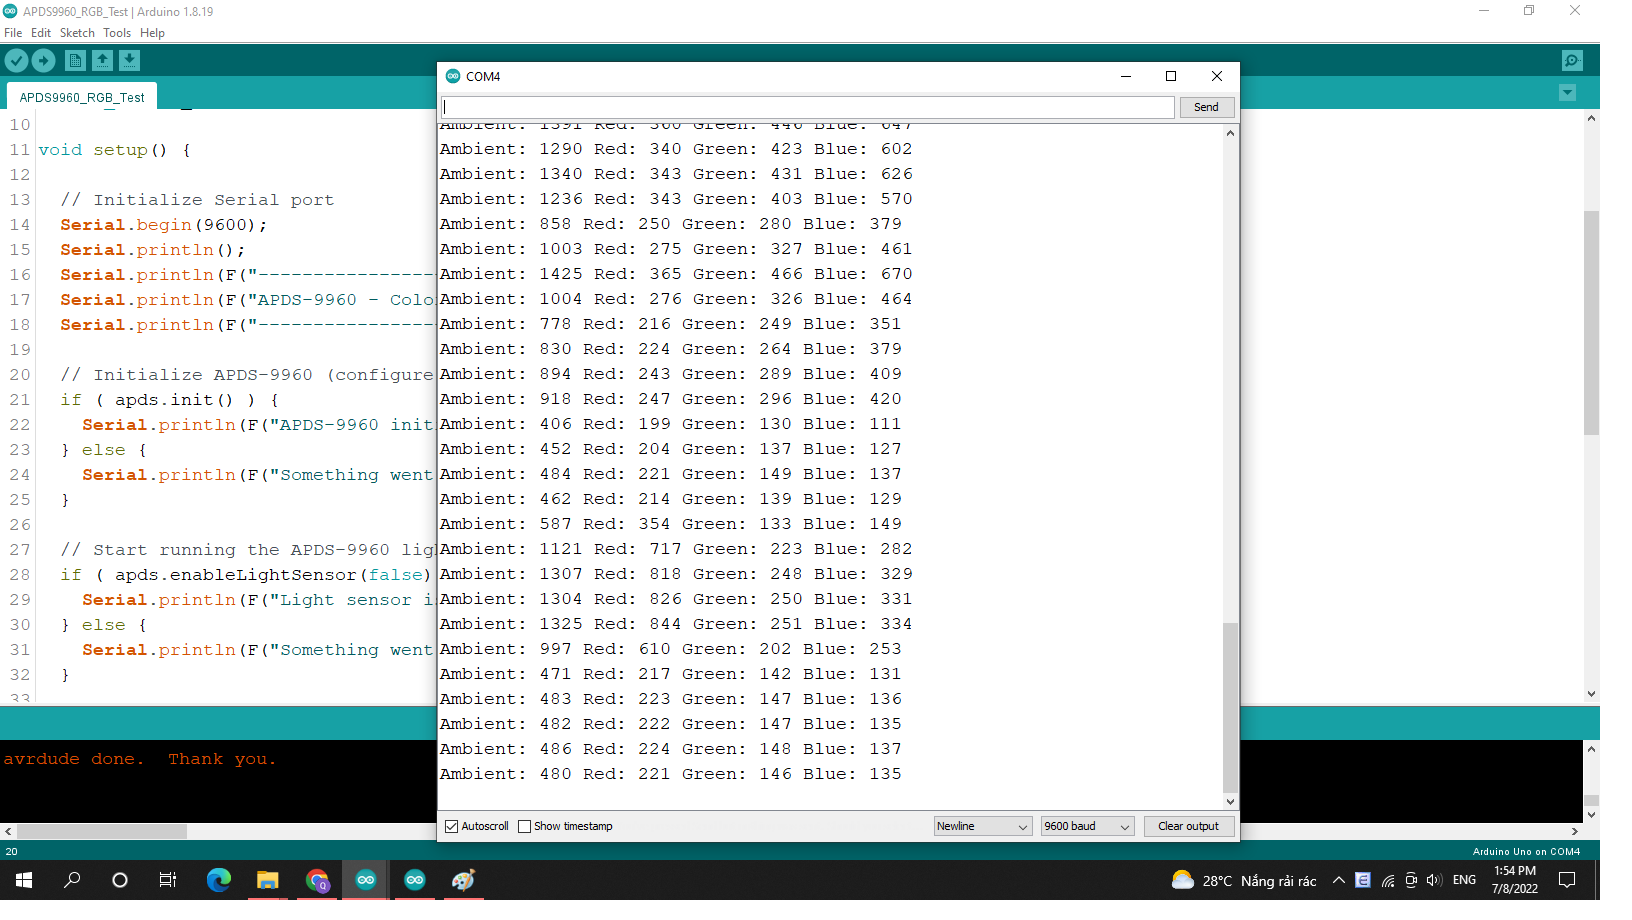 APDS9960_RGB_Test | Arduino 1.8.19
File Edit Sketch Tools Help
APDS9960_RGB_Test
10
11 void setup() {
12
13 // Initialize Serial port
14 Serial.begin(9600);
15 Serial.println();
16 Serial.println(F("----------------
17 Serial.println(F("APDS-9960 - Colo
18 Serial.println(F("----------------
19
20 // Initialize APDS-9960 (configure
21 if ( apds.init() ) {
22 Serial.println(F("APDS-9960 init
23 } else {
24 Serial.println(F("Something went
25 }
26
27 // Start running the APDS-9960 lig
28 if ( apds.enableLightSensor(false)
29 Serial.println(F("Light sensor i
30 } else {
31 Serial.println(F("Something went
32 }
33
COM4
Send
Ambient: 1391 Red: 360 Green: 446 Blue: 647
Ambient: 1290 Red: 340 Green: 423 Blue: 602
Ambient: 1340 Red: 343 Green: 431 Blue: 626
Ambient: 1236 Red: 343 Green: 403 Blue: 570
Ambient: 858 Red: 250 Green: 280 Blue: 379
Ambient: 1003 Red: 275 Green: 327 Blue: 461
Ambient: 1425 Red: 365 Green: 466 Blue: 670
Ambient: 1004 Red: 276 Green: 326 Blue: 464
Ambient: 778 Red: 216 Green: 249 Blue: 351
Ambient: 830 Red: 224 Green: 264 Blue: 379
Ambient: 894 Red: 243 Green: 289 Blue: 409
Ambient: 918 Red: 247 Green: 296 Blue: 420
Ambient: 406 Red: 199 Green: 130 Blue: 111
Ambient: 452 Red: 204 Green: 137 Blue: 127
Ambient: 484 Red: 221 Green: 149 Blue: 137
Ambient: 462 Red: 214 Green: 139 Blue: 129
Ambient: 587 Red: 354 Green: 133 Blue: 149
Ambient: 1121 Red: 717 Green: 223 Blue: 282
Ambient: 1307 Red: 818 Green: 248 Blue: 329
Ambient: 1304 Red: 826 Green: 250 Blue: 331
Ambient: 1325 Red: 844 Green: 251 Blue: 334
Ambient: 997 Red: 610 Green: 202 Blue: 253
Ambient: 471 Red: 217 Green: 142 Blue: 131
Ambient: 483 Red: 223 Green: 147 Blue: 136
Ambient: 482 Red: 222 Green: 147 Blue: 135
Ambient: 486 Red: 224 Green: 148 Blue: 137
Ambient: 480 Red: 221 Green: 146 Blue: 135
Autoscroll Show timestamp Newline 9600 baud Clear output
avrdude done. Thank you.
20 Arduino Uno on COM4
28°C Nắng rải rác ENG 1:54 PM
7/8/2022